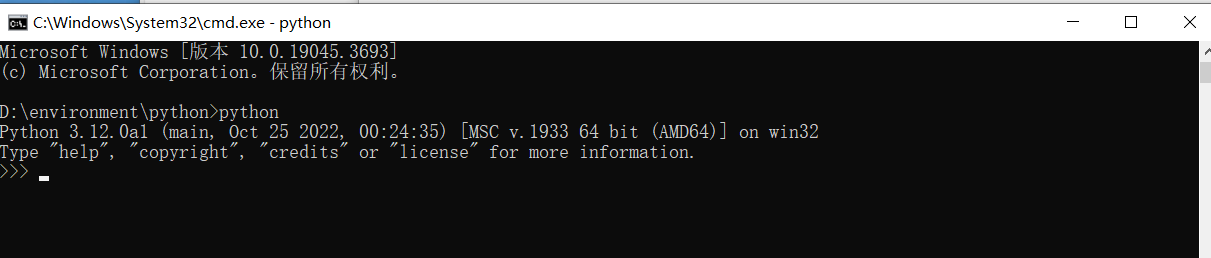 C:\Windows\System32\cmd.exe - python
Microsoft Windows [版本 10.0.19045.3693]
(c) Microsoft Corporation。保留所有权利。
D:\environment\python>python
Python 3.12.0a1 (main, Oct 25 2022, 00:24:35) [MSC v.1933 64 bit (AMD64)] on win32
Type "help", "copyright", "credits" or "license" for more information.
>>>